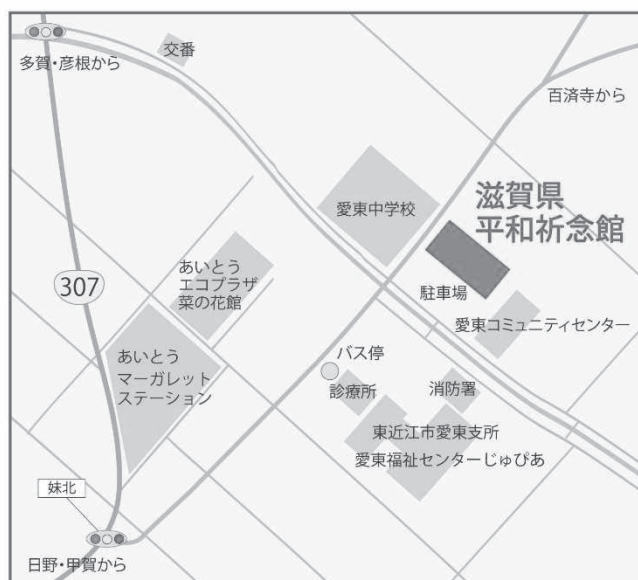 交番
多賀・彦根から
百済寺から
滋賀県
平和祈念館
愛東中学校
あいとう
エコプラザ
菜の花館
307
駐車場
愛東コミュニティセンター
バス停
あいとう
マーガレット
ステーション
診療所
消防署
東近江市愛東支所
愛東福祉センターじゅぴあ
妹北
日野・甲賀から